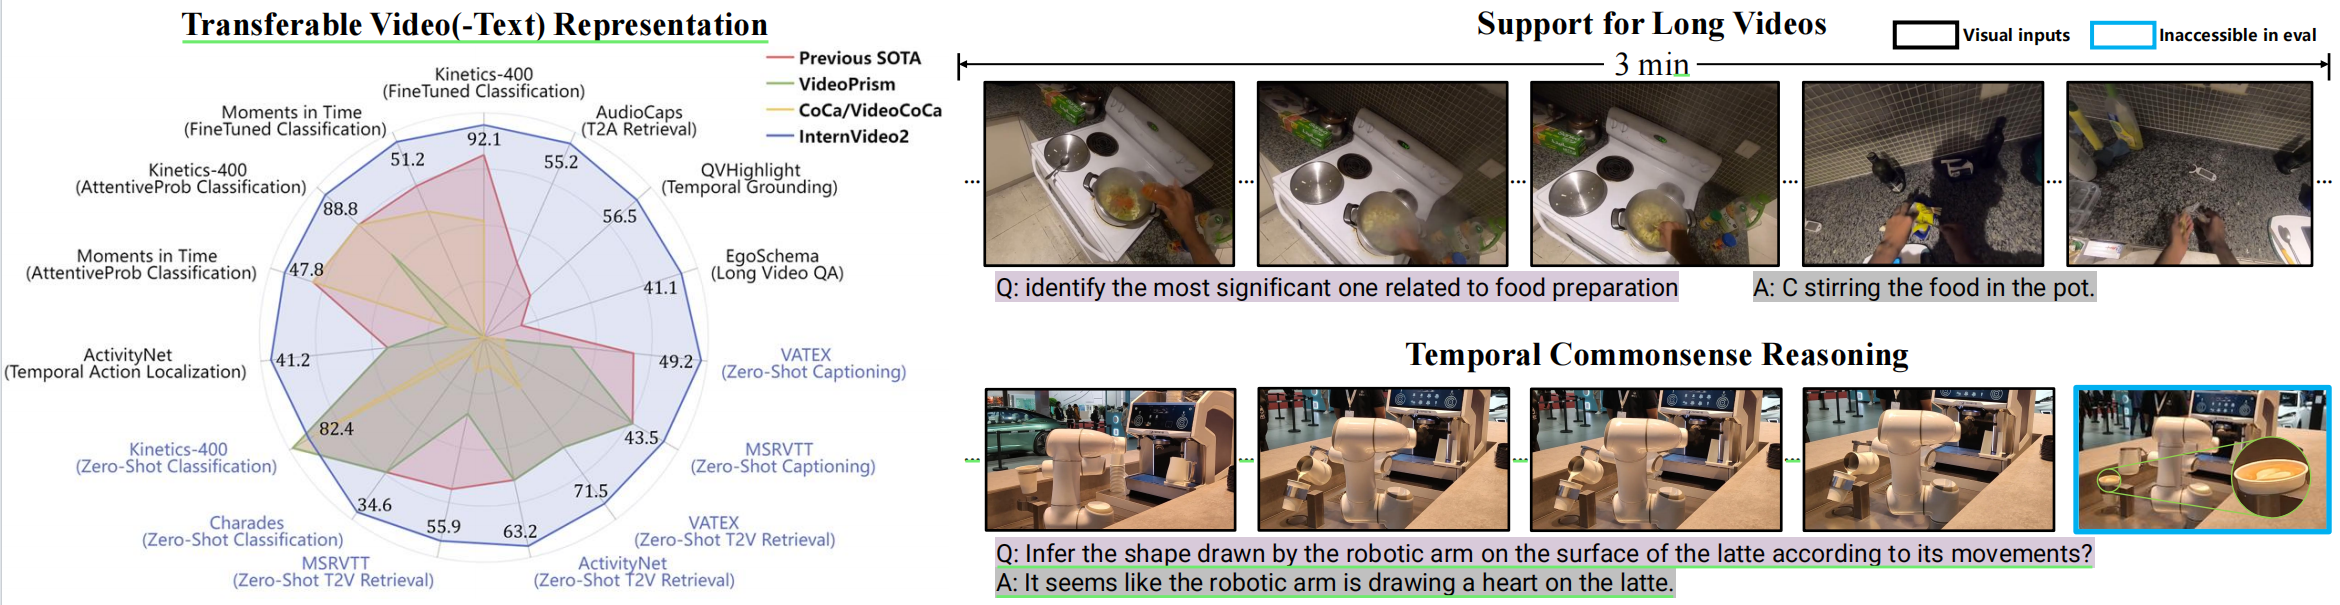 Transferable Video(-Text) Representation
Previous SOTA
VideoPrism
CoCa/VideoCoCa
InternVideo2
Kinetics-400
(FineTuned Classification)
92.1
AudioCaps
(T2A Retrieval)
55.2
QVHighlight
(Temporal Grounding)
56.5
EgoSchema
(Long Video QA)
41.1
VATEX
(Zero-Shot Captioning)
49.2
MSRVTT
(Zero-Shot Captioning)
43.5
VATEX
(Zero-Shot T2V Retrieval)
71.5
ActivityNet
(Zero-Shot T2V Retrieval)
63.2
MSRVTT
(Zero-Shot T2V Retrieval)
55.9
Charades
(Zero-Shot Classification)
34.6
Kinetics-400
(Zero-Shot Classification)
82.4
ActivityNet
(Temporal Action Localization)
41.2
Moments in Time
(AttentiveProb Classification)
47.8
Kinetics-400
(AttentiveProb Classification)
88.8
Moments in Time
(FineTuned Classification)
51.2
Support for Long Videos
Visual inputs
Inaccessible in eval
3 min
... ... ... ... ... ...
Q: identify the most significant one related to food preparation
A: C stirring the food in the pot.
Temporal Commonsense Reasoning
... ... ... ...
Q: Infer the shape drawn by the robotic arm on the surface of the latte according to its movements?
A: It seems like the robotic arm is drawing a heart on the latte.